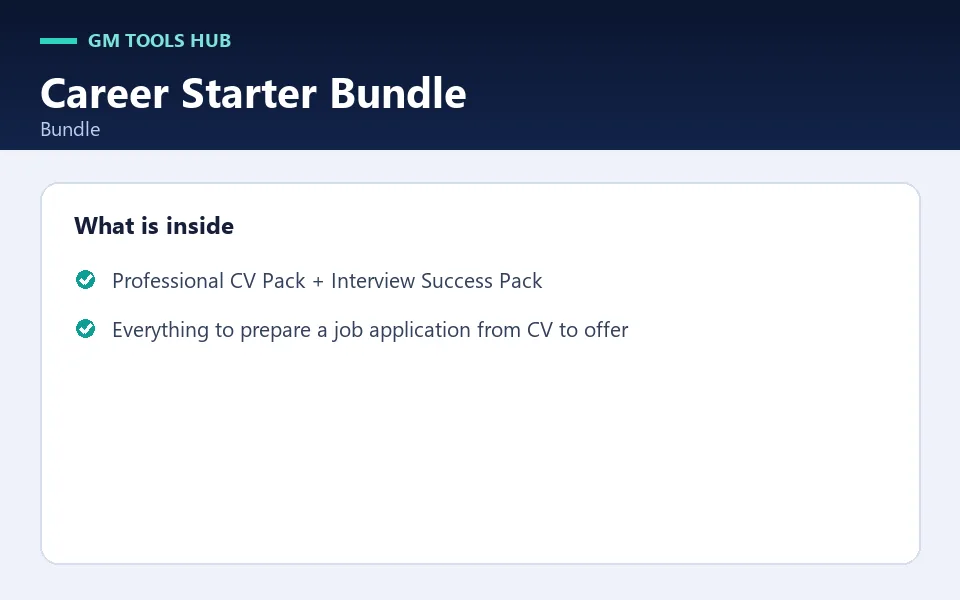 GM TOOLS HUB
Career Starter Bundle
Bundle
What is inside
Professional CV Pack + Interview Success Pack
Everything to prepare a job application from CV to offer